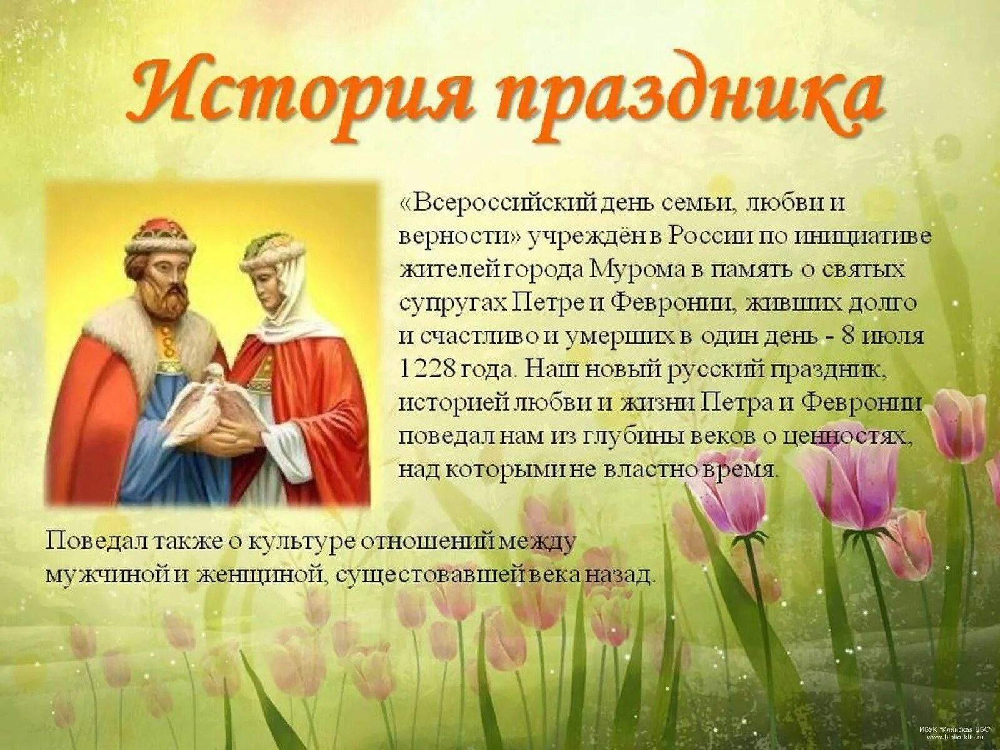 История праздника
«Всероссийский день семьи, любви и
верности» учреждён в России по инициативе
жителей города Мурома в память о святых
супругах Петре и Февронии, живших долго
и счастливо и умерших в один день - 8 июля
1228 года. Наш новый русский праздник,
историей любви и жизни Петра и Февронии
поведал нам из глубины веков о ценностях,
над которыми не властно время.
Поведал также о культуре отношений между
мужчиной и женщиной, сущестовавшей века назад.
МБУК "Клинская ЦБС"
www.biblio-klin.ru